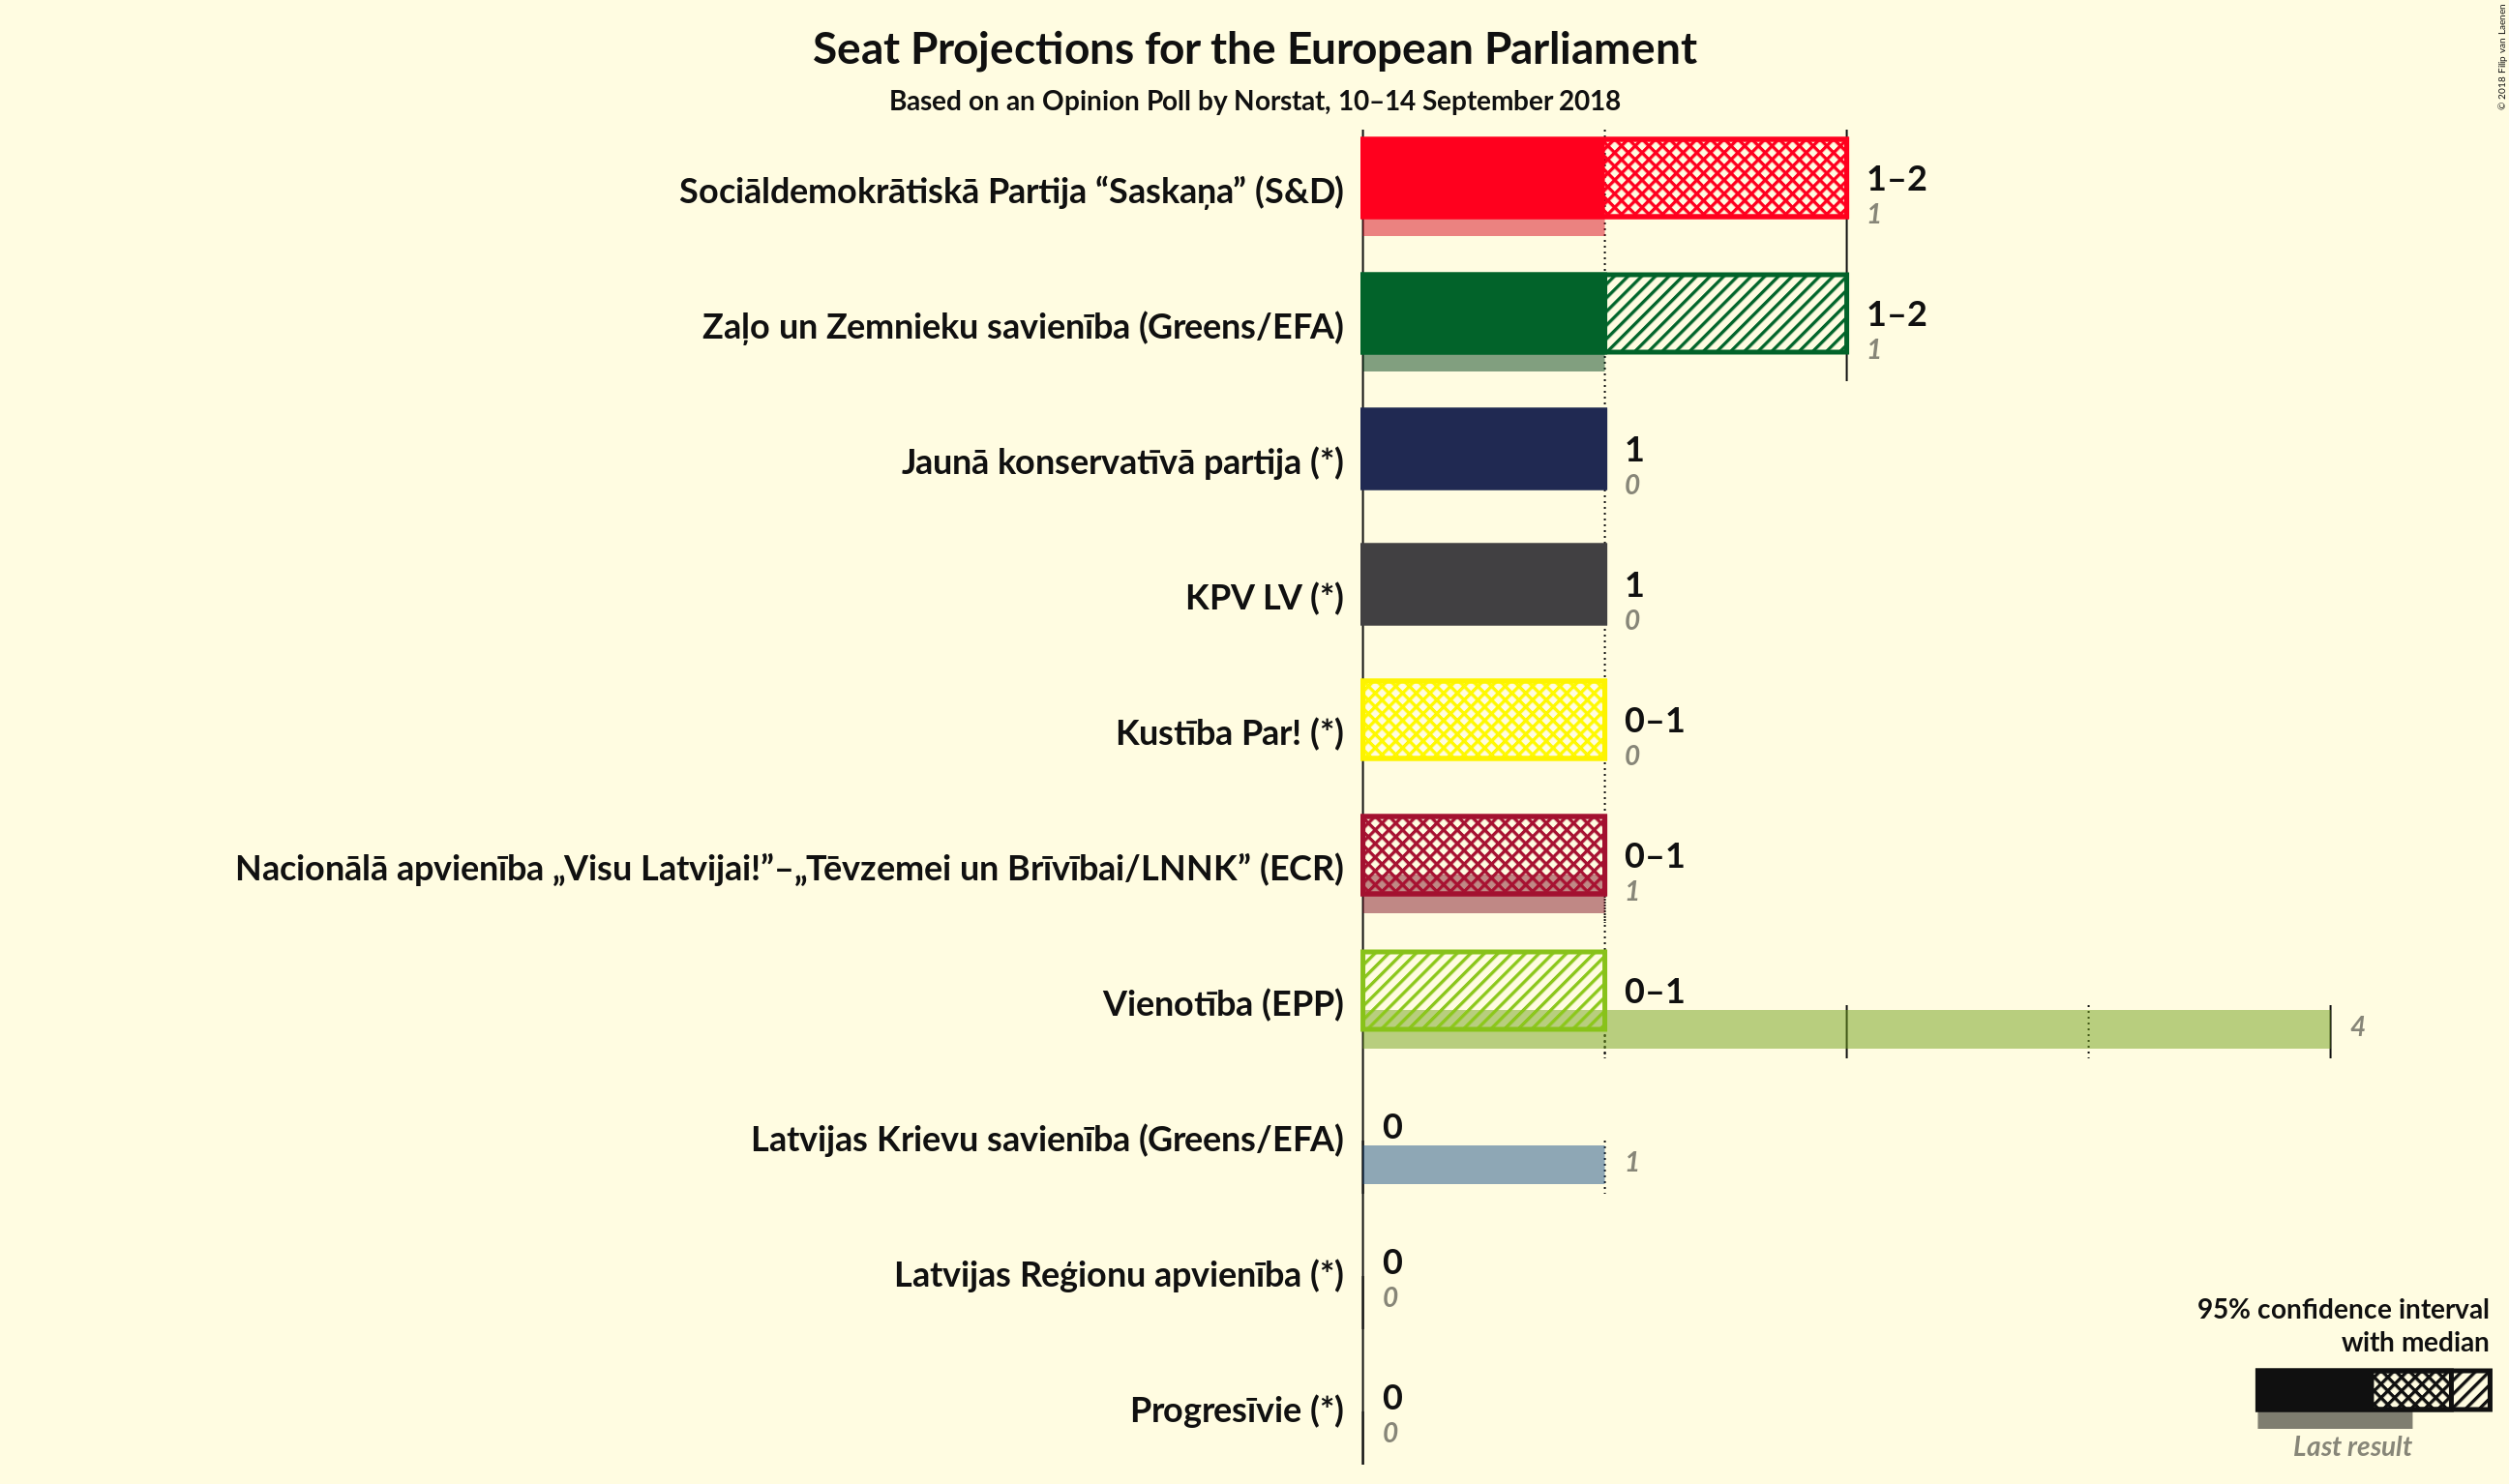 Seat Projections for the European Parliament
Based on an Opinion Poll by Norstat, 10–14 September 2018
© 2018 Filip van Laenen
Sociāldemokrātiskā Partija “Saskaņa” (S&D)
1–2
1
Zaļo un Zemnieku savienība (Greens/EFA)
1–2
1
Jaunā konservatīvā partija (*)
1
0
KPV LV (*)
1
0
Kustība Par! (*)
0–1
0
Nacionālā apvienība „Visu Latvijai!”–„Tēvzemei un Brīvībai/LNNK” (ECR)
0–1
1
Vienotība (EPP)
0–1
4
Latvijas Krievu savienība (Greens/EFA)
0
1
Latvijas Reģionu apvienība (*)
0
0
Progresīvie (*)
0
0
95% confidence interval
with median
Last result